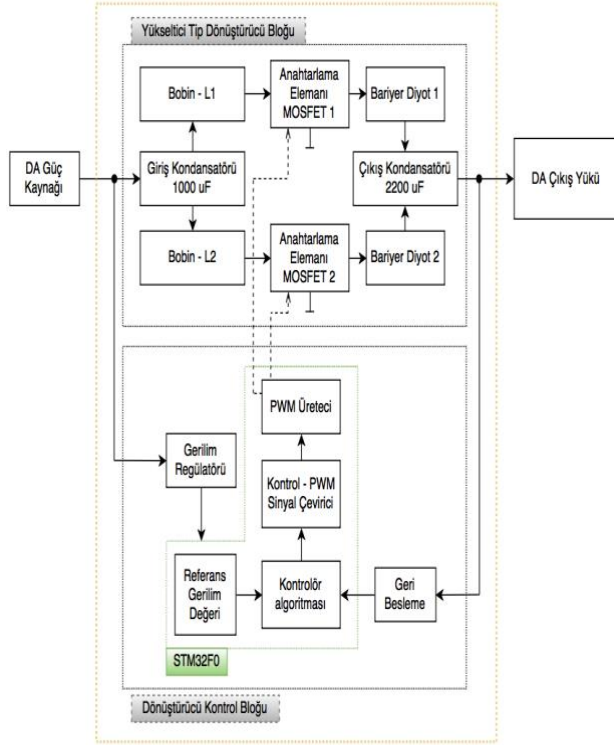 Yükseltici Tip Dönüştürücü Bloğu
Bobin - L1
Anahtarlama
Elemanı
MOSFET 1
Bariyer Diyot 1
DA Güç
Kaynağı
Giriş Kondansatörü
1000 uF
Çıkış Kondansatörü
2200 uF
DA Çıkış Yükü
Bobin - L2
Anahtarlama
Elemanı
MOSFET 2
Bariyer Diyot 2
PWM Üreteci
Gerilim
Regülatörü
Kontrol - PWM
Sinyal Çevirici
Referans
Gerilim
Değeri
Kontrolör
algoritması
Geri
Besleme
STM32F0
Dönüştürücü Kontrol Bloğu